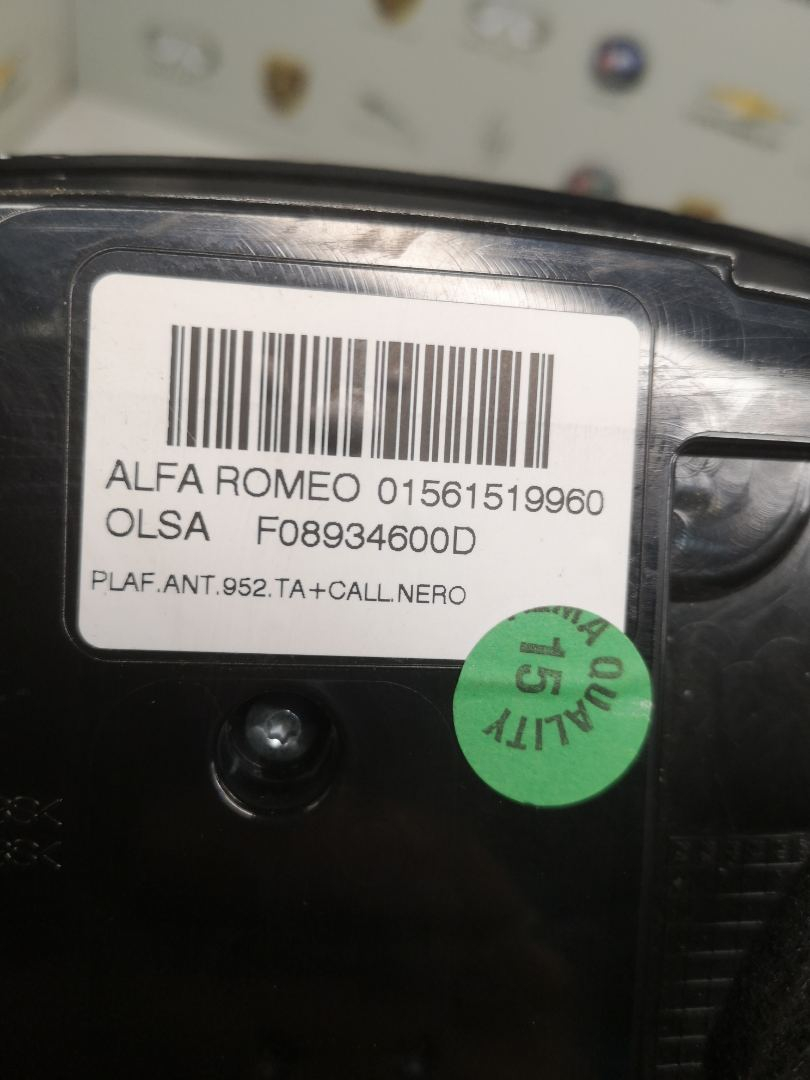 ALFA ROMEO 01561519960
OLSA F08934600D
PLAF.ANT.952.TA+CALL.NERO
QUALITY
15